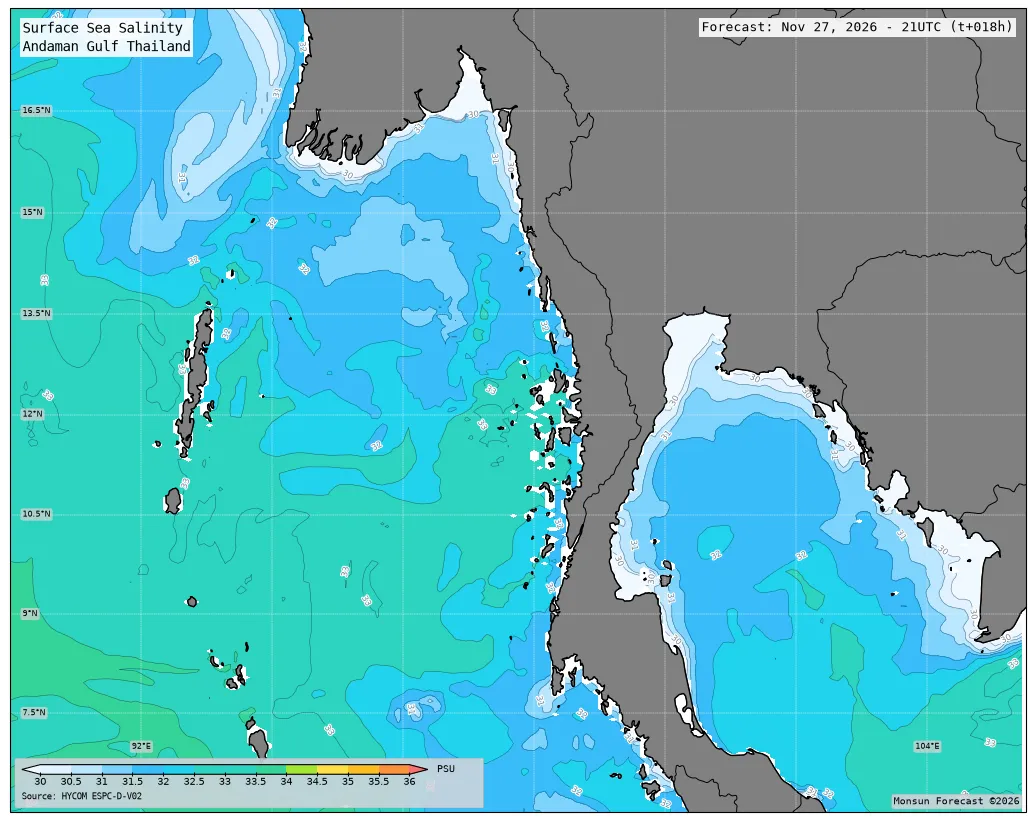 Surface Sea Salinity
Andaman Gulf Thailand
Forecast: Nov 27, 2026 - 21UTC (t+018h)
16.5°N
15°N
13.5°N
12°N
10.5°N
9°N
7.5°N
92°E
104°E
30 30.5 31 31.5 32 32.5 33 33.5 34 34.5 35 35.5 36
PSU
Source: HYCOM ESPC-D-V02
Monsun Forecast ©2026